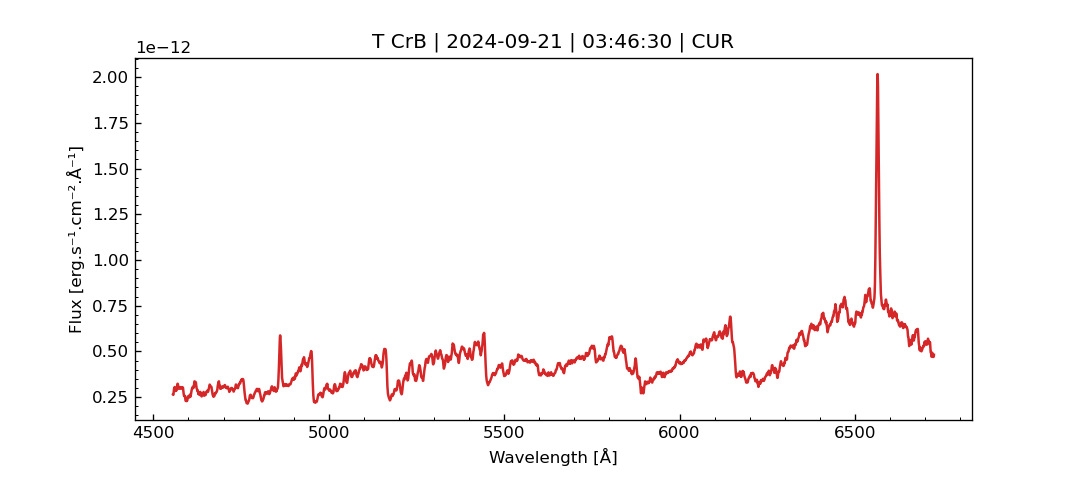 T CrB | 2024-09-21 | 03:46:30 | CUR
1e−12
2.00
1.75
1.50
1.25
1.00
0.75
0.50
0.25
Flux [erg.s⁻¹.cm⁻².Å⁻¹]
4500 5000 5500 6000 6500
Wavelength [Å]